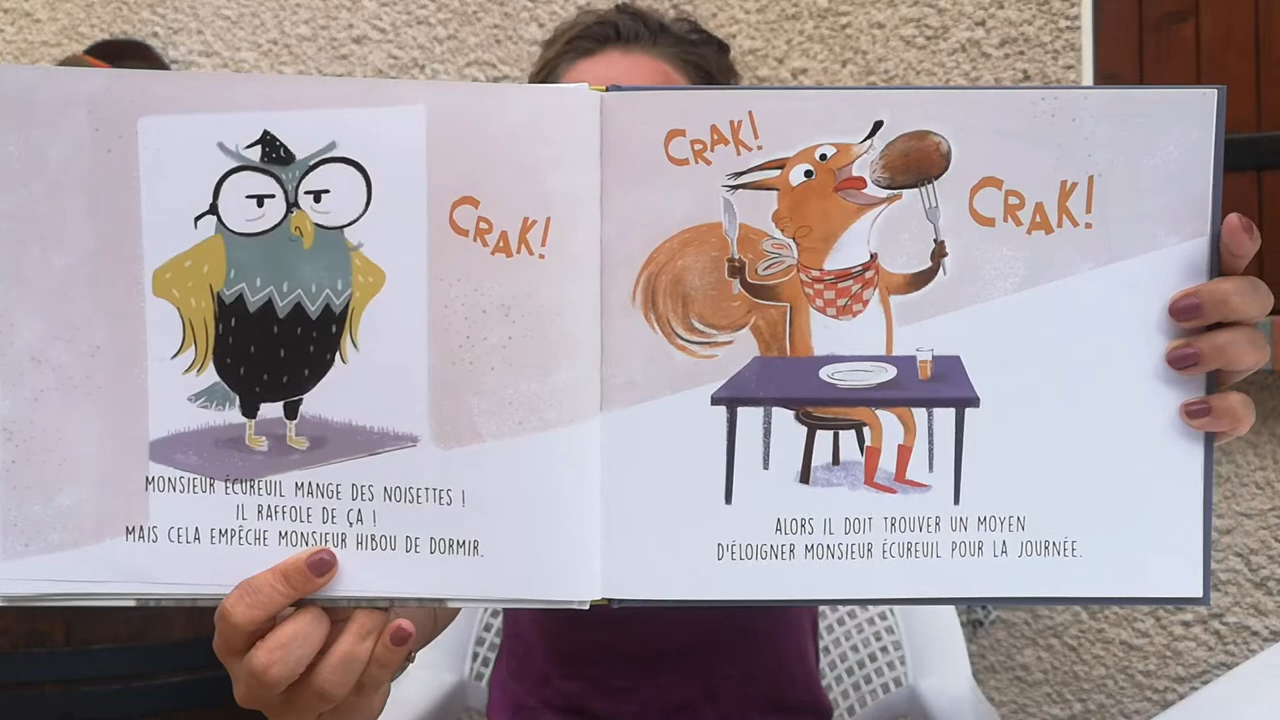 CRAK!
MONSIEUR ÉCUREUIL MANGE DES NOISETTES !
IL RAFFOLE DE ÇA !
MAIS CELA EMPÊCHE MONSIEUR HIBOU DE DORMIR.
CRAK!
CRAK!
ALORS IL DOIT TROUVER UN MOYEN
D'ÉLOIGNER MONSIEUR ÉCUREUIL POUR LA JOURNÉE.